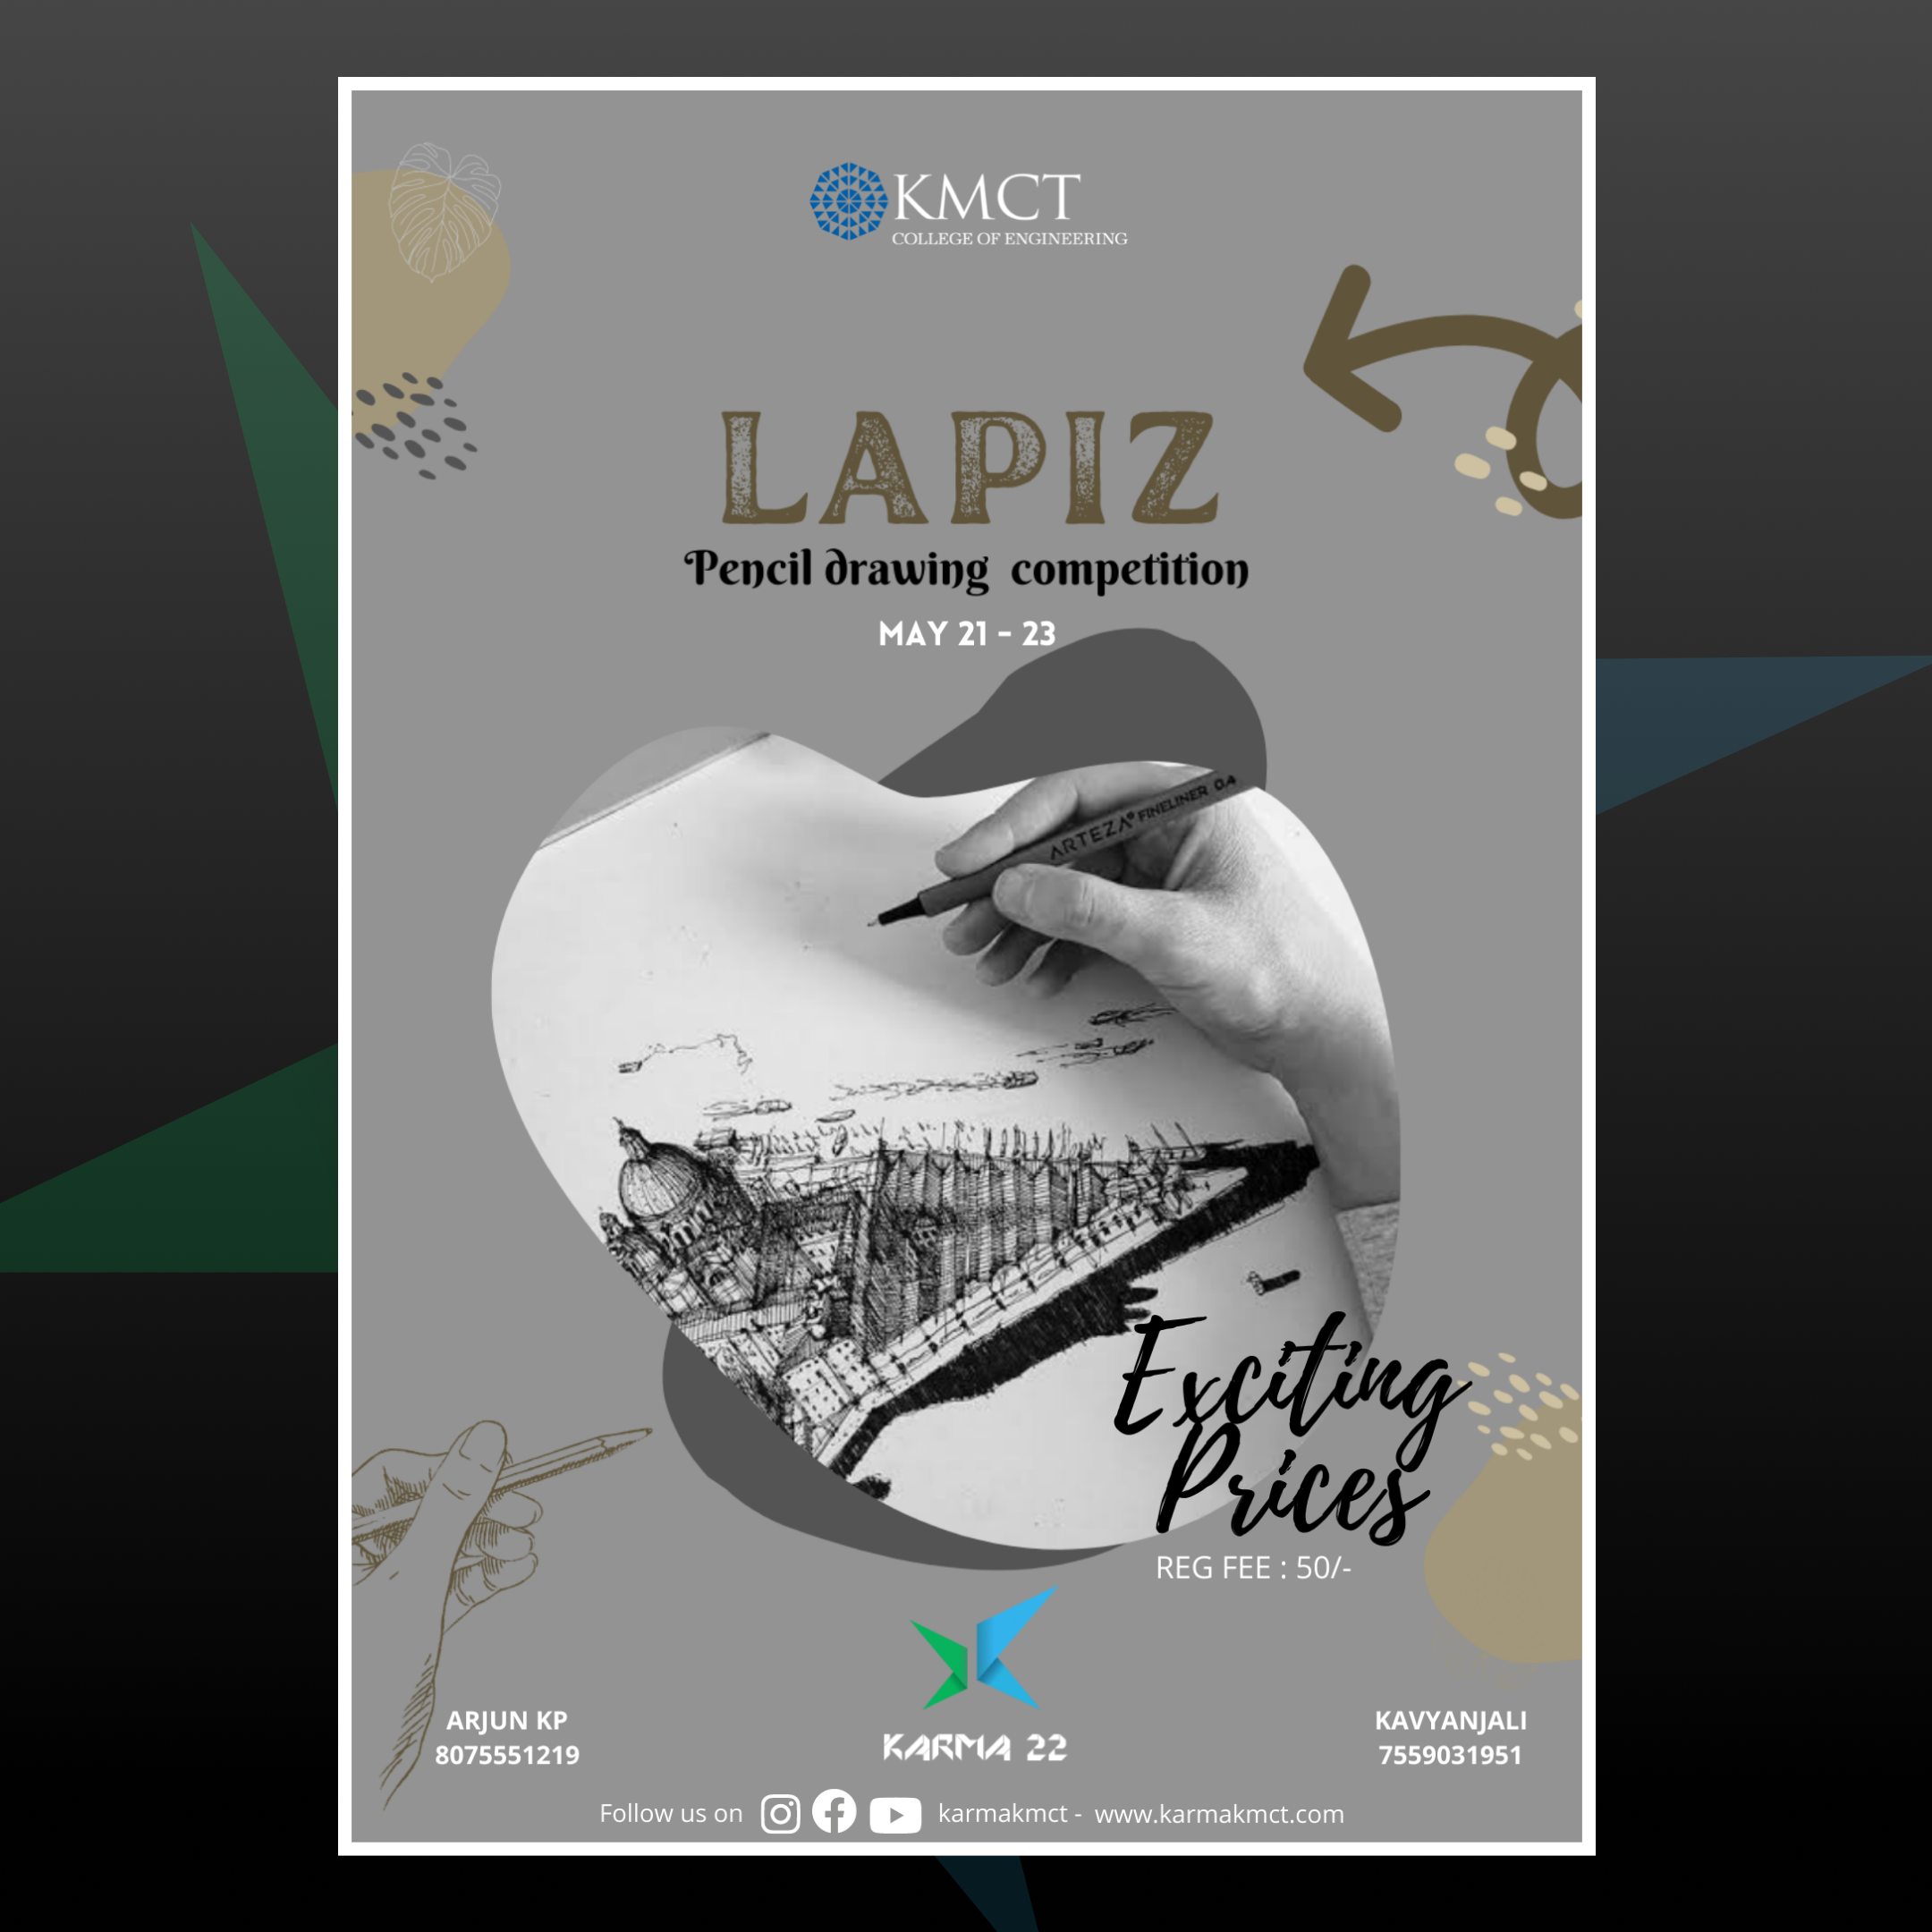 KMCT
COLLEGE OF ENGINEERING
LAPIZ
Pencil drawing competition
MAY 21 - 23
ARTEZA® FINELINER 0.4
Exciting
Prices
REG FEE : 50/-
KARMA 22
ARJUN KP
8075551219
KAVYANJALI
7559031951
Follow us on karmakmct - www.karmakmct.com